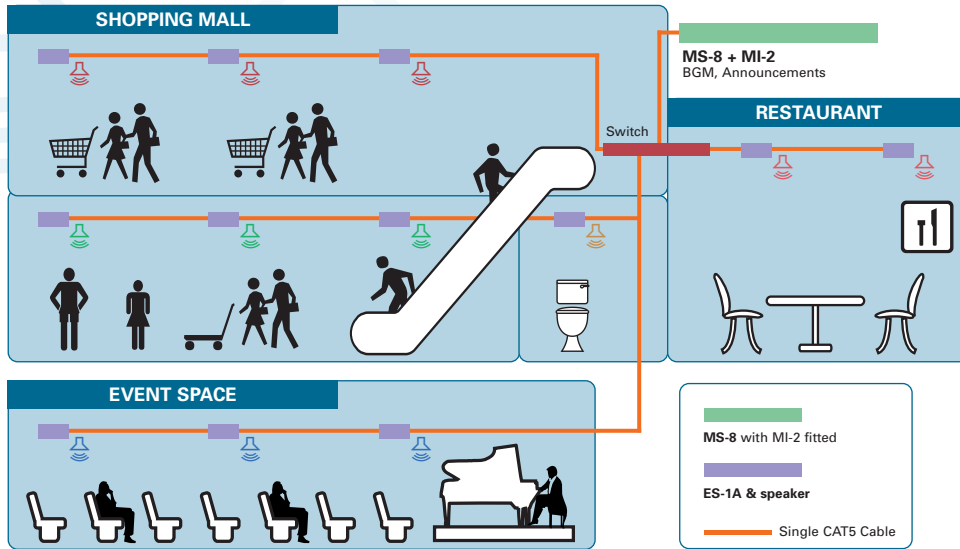 SHOPPING MALL
MS-8 + MI-2
BGM, Announcements
RESTAURANT
Switch
EVENT SPACE
MS-8 with MI-2 fitted
ES-1A & speaker
Single CAT5 Cable